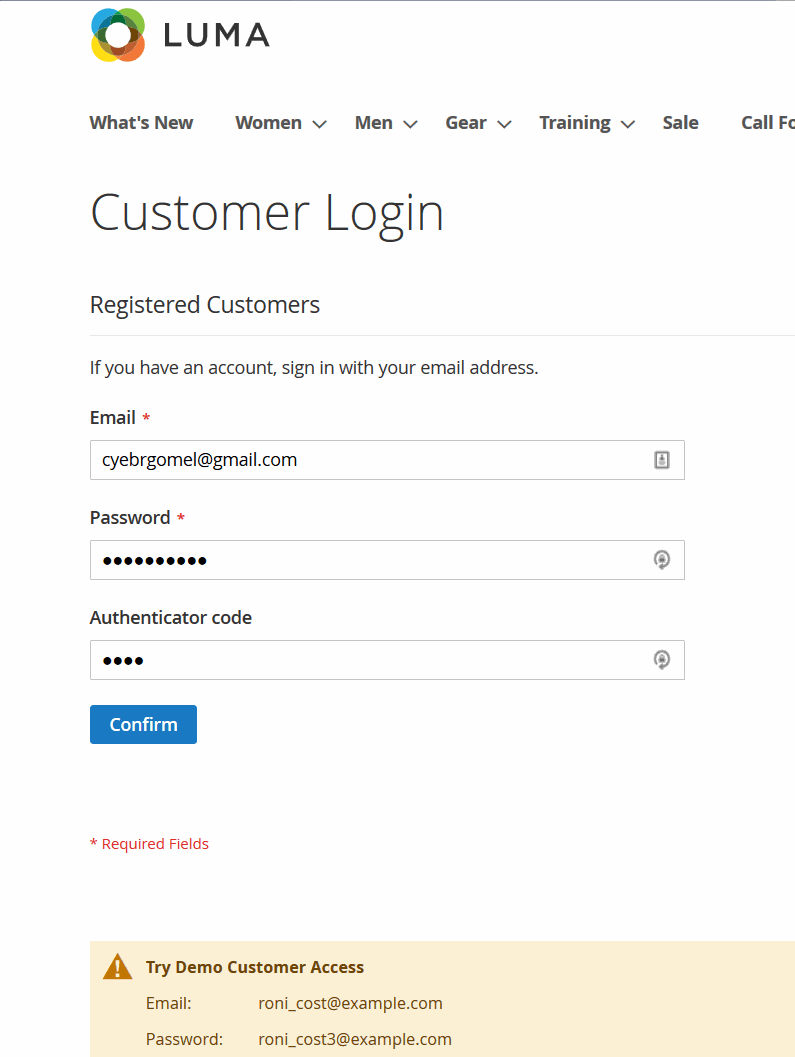 LUMA
What's New Women Men Gear Training Sale Call Fo
Customer Login
Registered Customers
If you have an account, sign in with your email address.
Email *
cyebrgomel@gmail.com
Password *
••••••••••
Authenticator code
••••
Confirm
* Required Fields
Try Demo Customer Access
Email: roni_cost@example.com
Password: roni_cost3@example.com